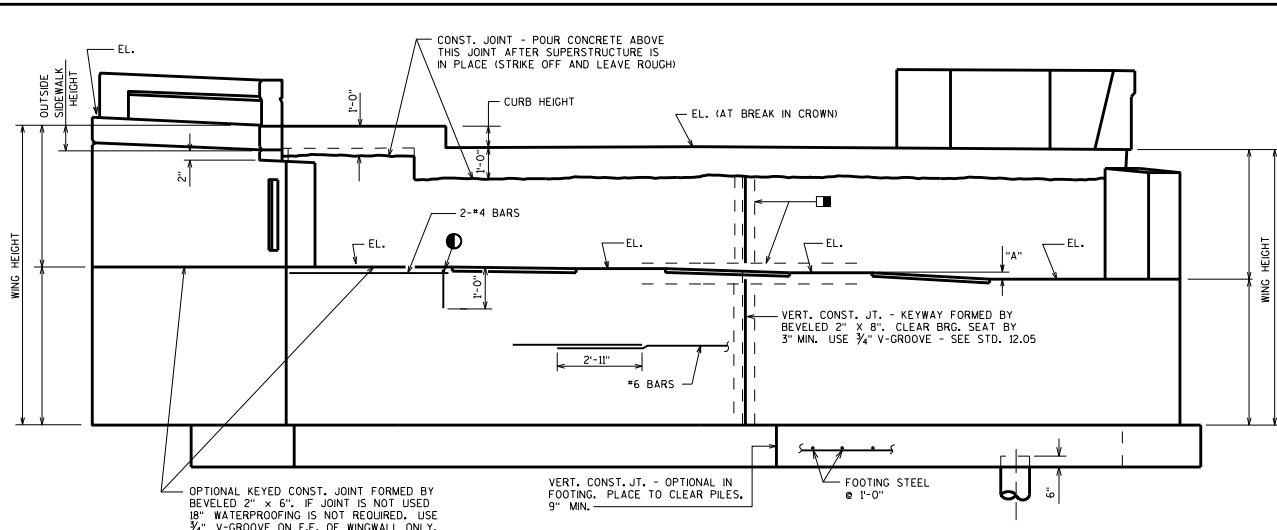 EL.
CONST. JOINT - POUR CONCRETE ABOVE
THIS JOINT AFTER SUPERSTRUCTURE IS
IN PLACE (STRIKE OFF AND LEAVE ROUGH)
OUTSIDE
SIDEWALK
HEIGHT
1'-0"
CURB HEIGHT
EL. (AT BREAK IN CROWN)
1'-0"
2"
2-#4 BARS
WING HEIGHT
EL.
EL.
EL.
"A"
EL.
WING HEIGHT
1'-0"
VERT. CONST. JT. - KEYWAY FORMED BY
BEVELED 2" X 8". CLEAR BRG. SEAT BY
3" MIN. USE ¾" V-GROOVE - SEE STD. 12.05
2'-11"
#6 BARS
OPTIONAL KEYED CONST. JOINT FORMED BY
BEVELED 2" x 6". IF JOINT IS NOT USED
18" WATERPROOFING IS NOT REQUIRED. USE
¾" V-GROOVE ON F.F. OF WINGWALL ONLY.
VERT. CONST. JT. - OPTIONAL IN
FOOTING. PLACE TO CLEAR PILES.
9" MIN.
FOOTING STEEL
@ 1'-0"
6"